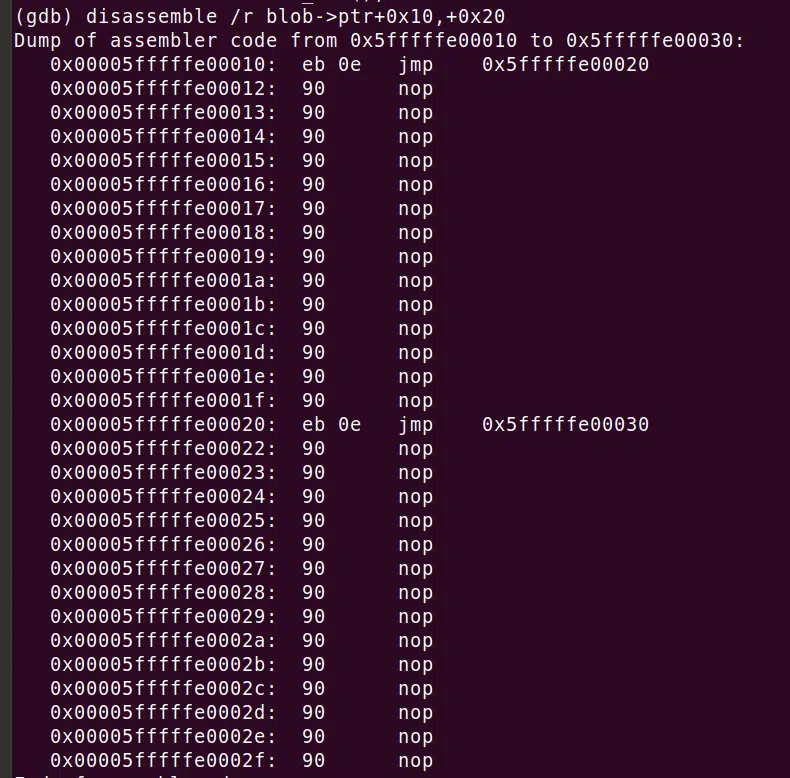 (gdb) disassemble /r blob->ptr+0x10,+0x20
Dump of assembler code from 0x5fffffe00010 to 0x5fffffe00030:
   0x00005fffffe00010:  eb 0e   jmp    0x5fffffe00020
   0x00005fffffe00012:  90      nop
   0x00005fffffe00013:  90      nop
   0x00005fffffe00014:  90      nop
   0x00005fffffe00015:  90      nop
   0x00005fffffe00016:  90      nop
   0x00005fffffe00017:  90      nop
   0x00005fffffe00018:  90      nop
   0x00005fffffe00019:  90      nop
   0x00005fffffe0001a:  90      nop
   0x00005fffffe0001b:  90      nop
   0x00005fffffe0001c:  90      nop
   0x00005fffffe0001d:  90      nop
   0x00005fffffe0001e:  90      nop
   0x00005fffffe0001f:  90      nop
   0x00005fffffe00020:  eb 0e   jmp    0x5fffffe00030
   0x00005fffffe00022:  90      nop
   0x00005fffffe00023:  90      nop
   0x00005fffffe00024:  90      nop
   0x00005fffffe00025:  90      nop
   0x00005fffffe00026:  90      nop
   0x00005fffffe00027:  90      nop
   0x00005fffffe00028:  90      nop
   0x00005fffffe00029:  90      nop
   0x00005fffffe0002a:  90      nop
   0x00005fffffe0002b:  90      nop
   0x00005fffffe0002c:  90      nop
   0x00005fffffe0002d:  90      nop
   0x00005fffffe0002e:  90      nop
   0x00005fffffe0002f:  90      nop